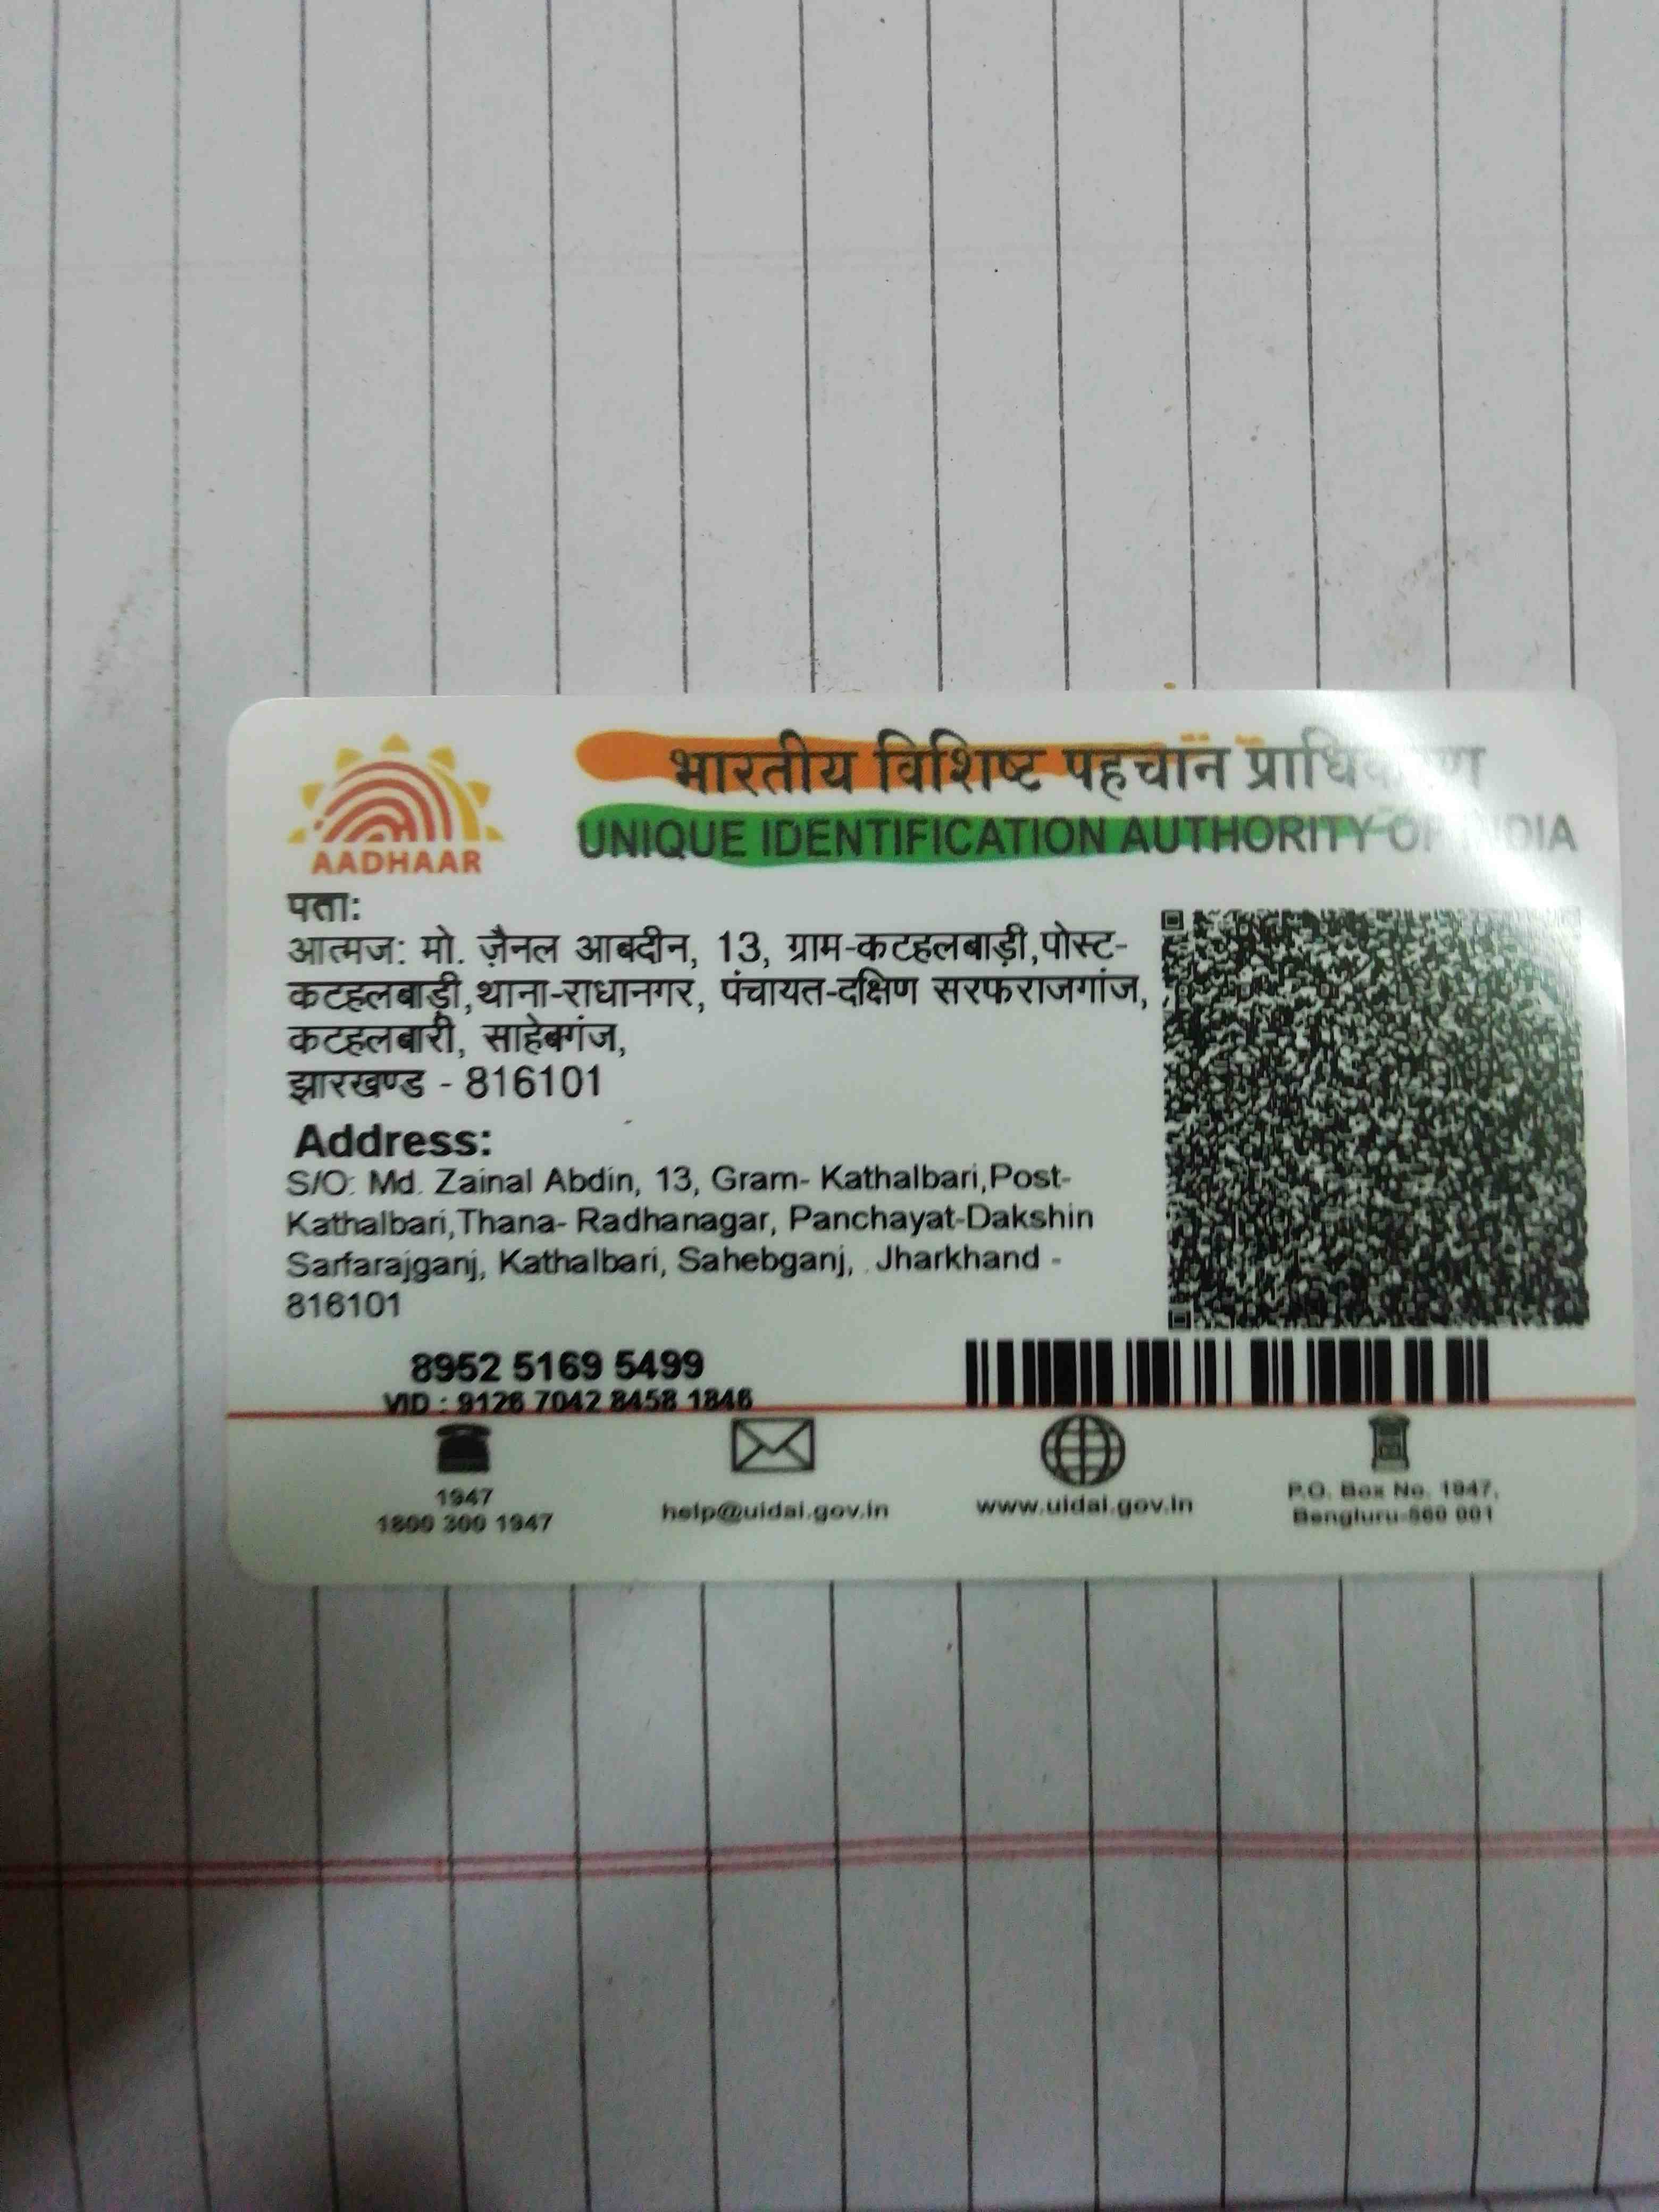 भारतीय विशिष्ट पहचान प्राधिकरण
UNIQUE IDENTIFICATION AUTHORITY OF INDIA
AADHAAR
पता:
आत्मज: मो. ज़ैनल आबदीन, 13, ग्राम-कटहलबाड़ी,पोस्ट-
कटहलबाड़ी,थाना-राधानगर, पंचायत-दक्षिण सरफराजगांज,
कटहलबारी, साहेबगंज,
झारखण्ड - 816101
Address:
S/O: Md. Zainal Abdin, 13, Gram- Kathalbari,Post-
Kathalbari,Thana- Radhanagar, Panchayat-Dakshin
Sarfarajganj, Kathalbari, Sahebganj, Jharkhand -
816101
8952 5169 5499
VID : 9126 7042 8458 1846
1947
1800 300 1947
help@uidai.gov.in
www.uidai.gov.in
P.O. Box No. 1947,
Bengluru-560 001